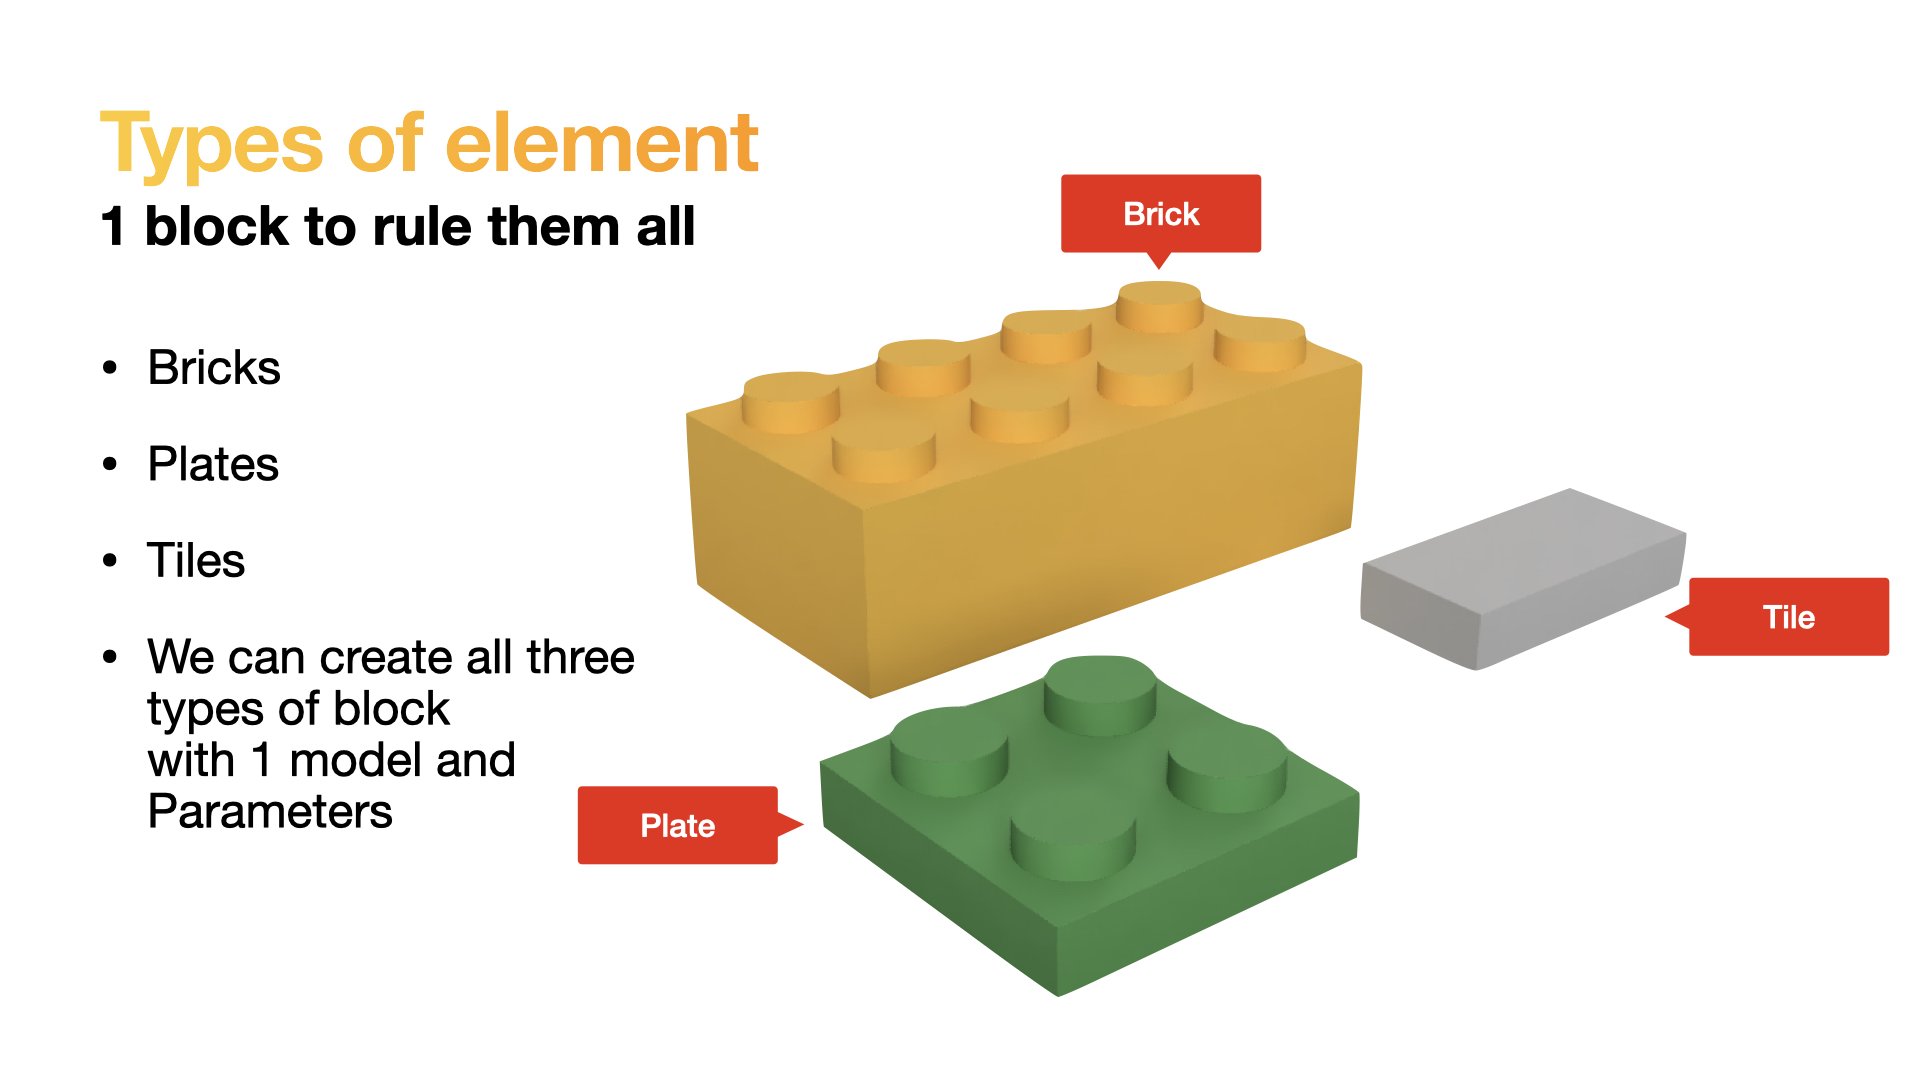 Types of element
1 block to rule them all
• Bricks
• Plates
• Tiles
• We can create all three
types of block
with 1 model and
Parameters
Brick
Tile
Plate